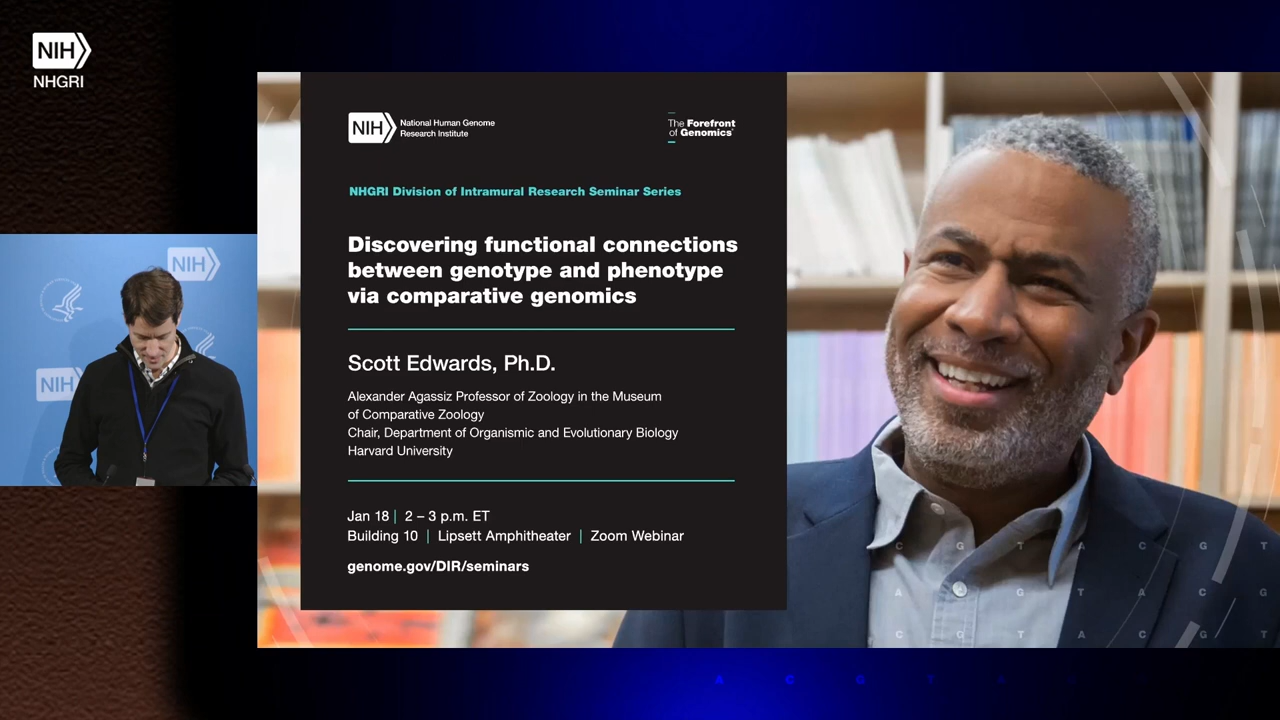 NIH
NHGRI
NIH
National Human Genome
Research Institute
The Forefront
of Genomics
NHGRI Division of Intramural Research Seminar Series
Discovering functional connections
between genotype and phenotype
via comparative genomics
Scott Edwards, Ph.D.
Alexander Agassiz Professor of Zoology in the Museum
of Comparative Zoology
Chair, Department of Organismic and Evolutionary Biology
Harvard University
Jan 18 | 2 – 3 p.m. ET
Building 10 | Lipsett Amphitheater | Zoom Webinar
genome.gov/DIR/seminars
NIH
NIH
C G T A C G T
A C G T A C G
C G T A C G T
A C G T